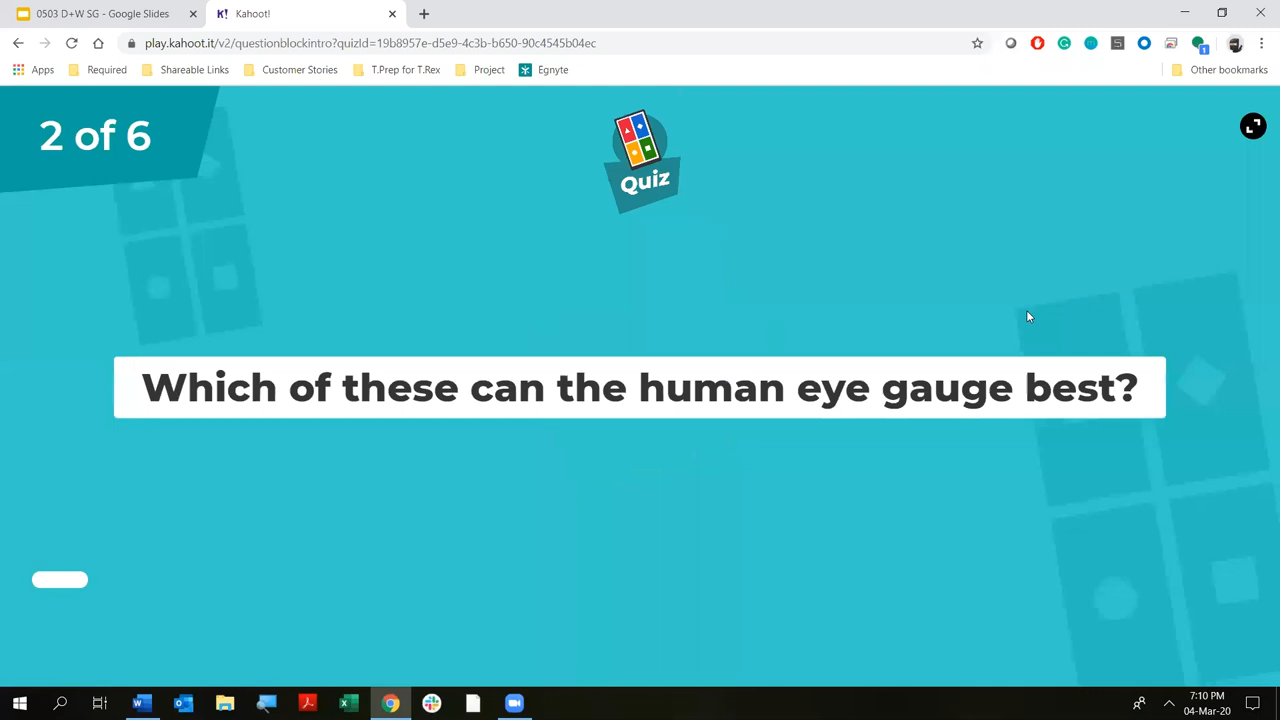 0503 D+W SG - Google Slides
Kahoot!
play.kahoot.it/v2/questionblockintro?quizId=19b8957e-d5e9-4c3b-b650-90c4545b04ec
Apps
Required
Shareable Links
Customer Stories
T.Prep for T.Rex
Project
Egnyte
Other bookmarks
2 of 6
Quiz
Which of these can the human eye gauge best?
7:10 PM
04-Mar-20